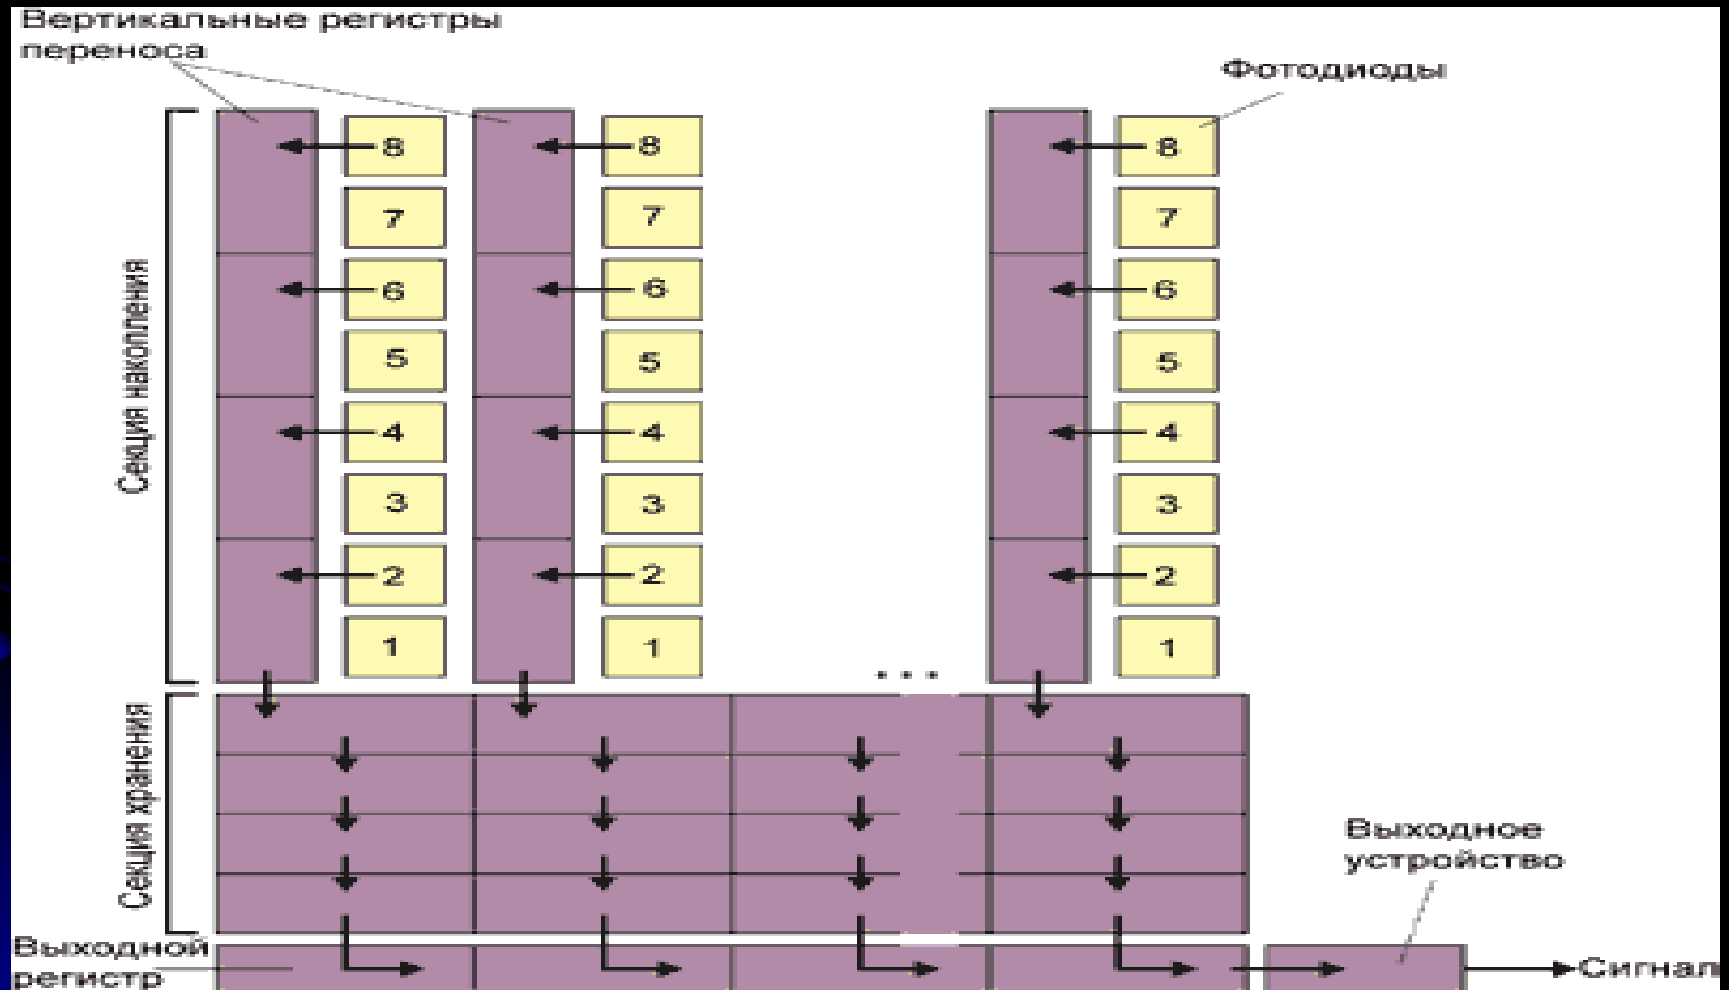 Вертикальные регистры
переноса
Фотодиоды
Секция накопления
8 8 8
7 7 7
6 6 6
5 5 5
4 4 4
3 3 3
2 2 2
1 1 1
...
Секция хранения
Выходное
устройство
Выходной
регистр
Сигнал